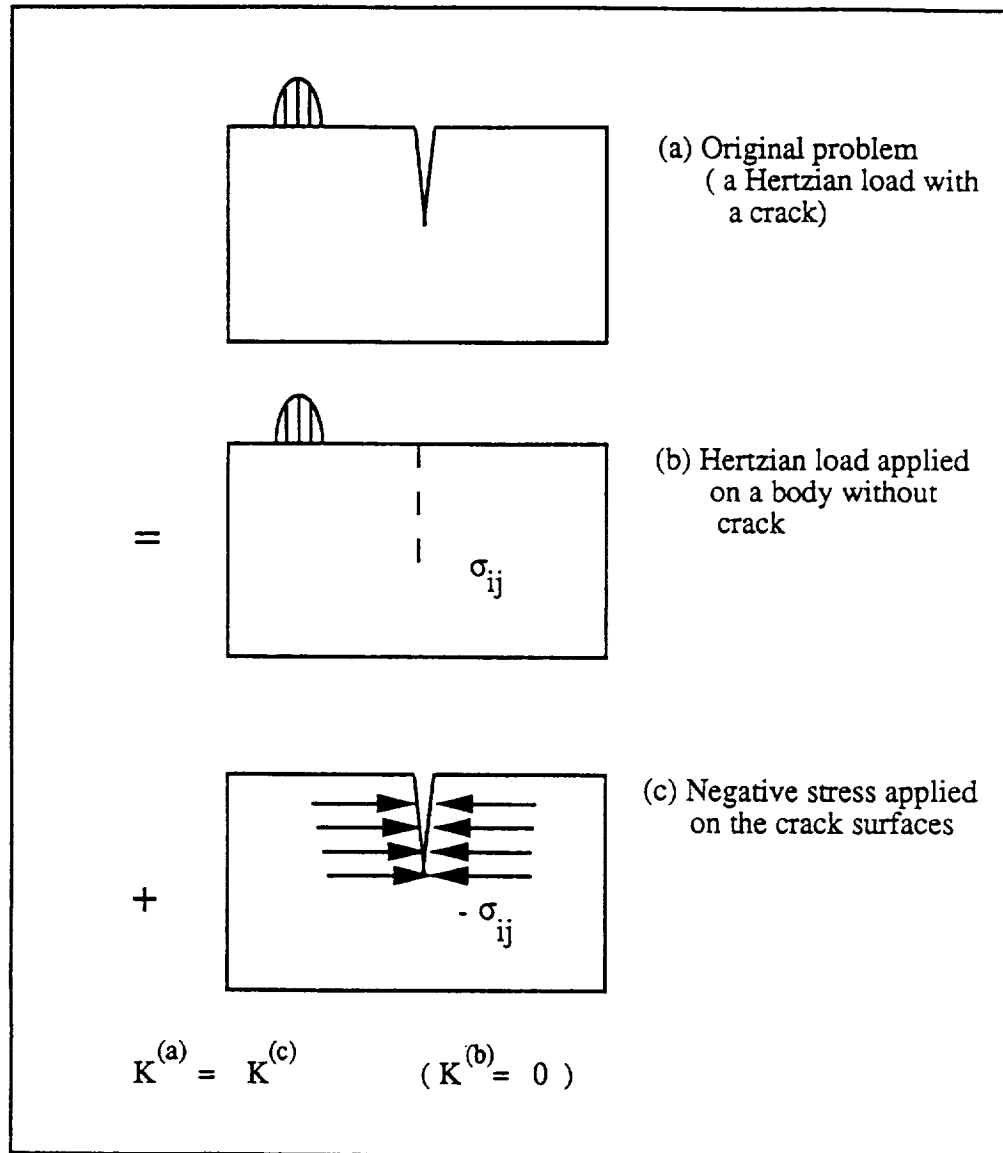 (a) Original problem
( a Hertzian load with
a crack)
=
(b) Hertzian load applied
on a body without
crack
σij
+
(c) Negative stress applied
on the crack surfaces
- σij
K(a) = K(c) ( K(b) = 0 )